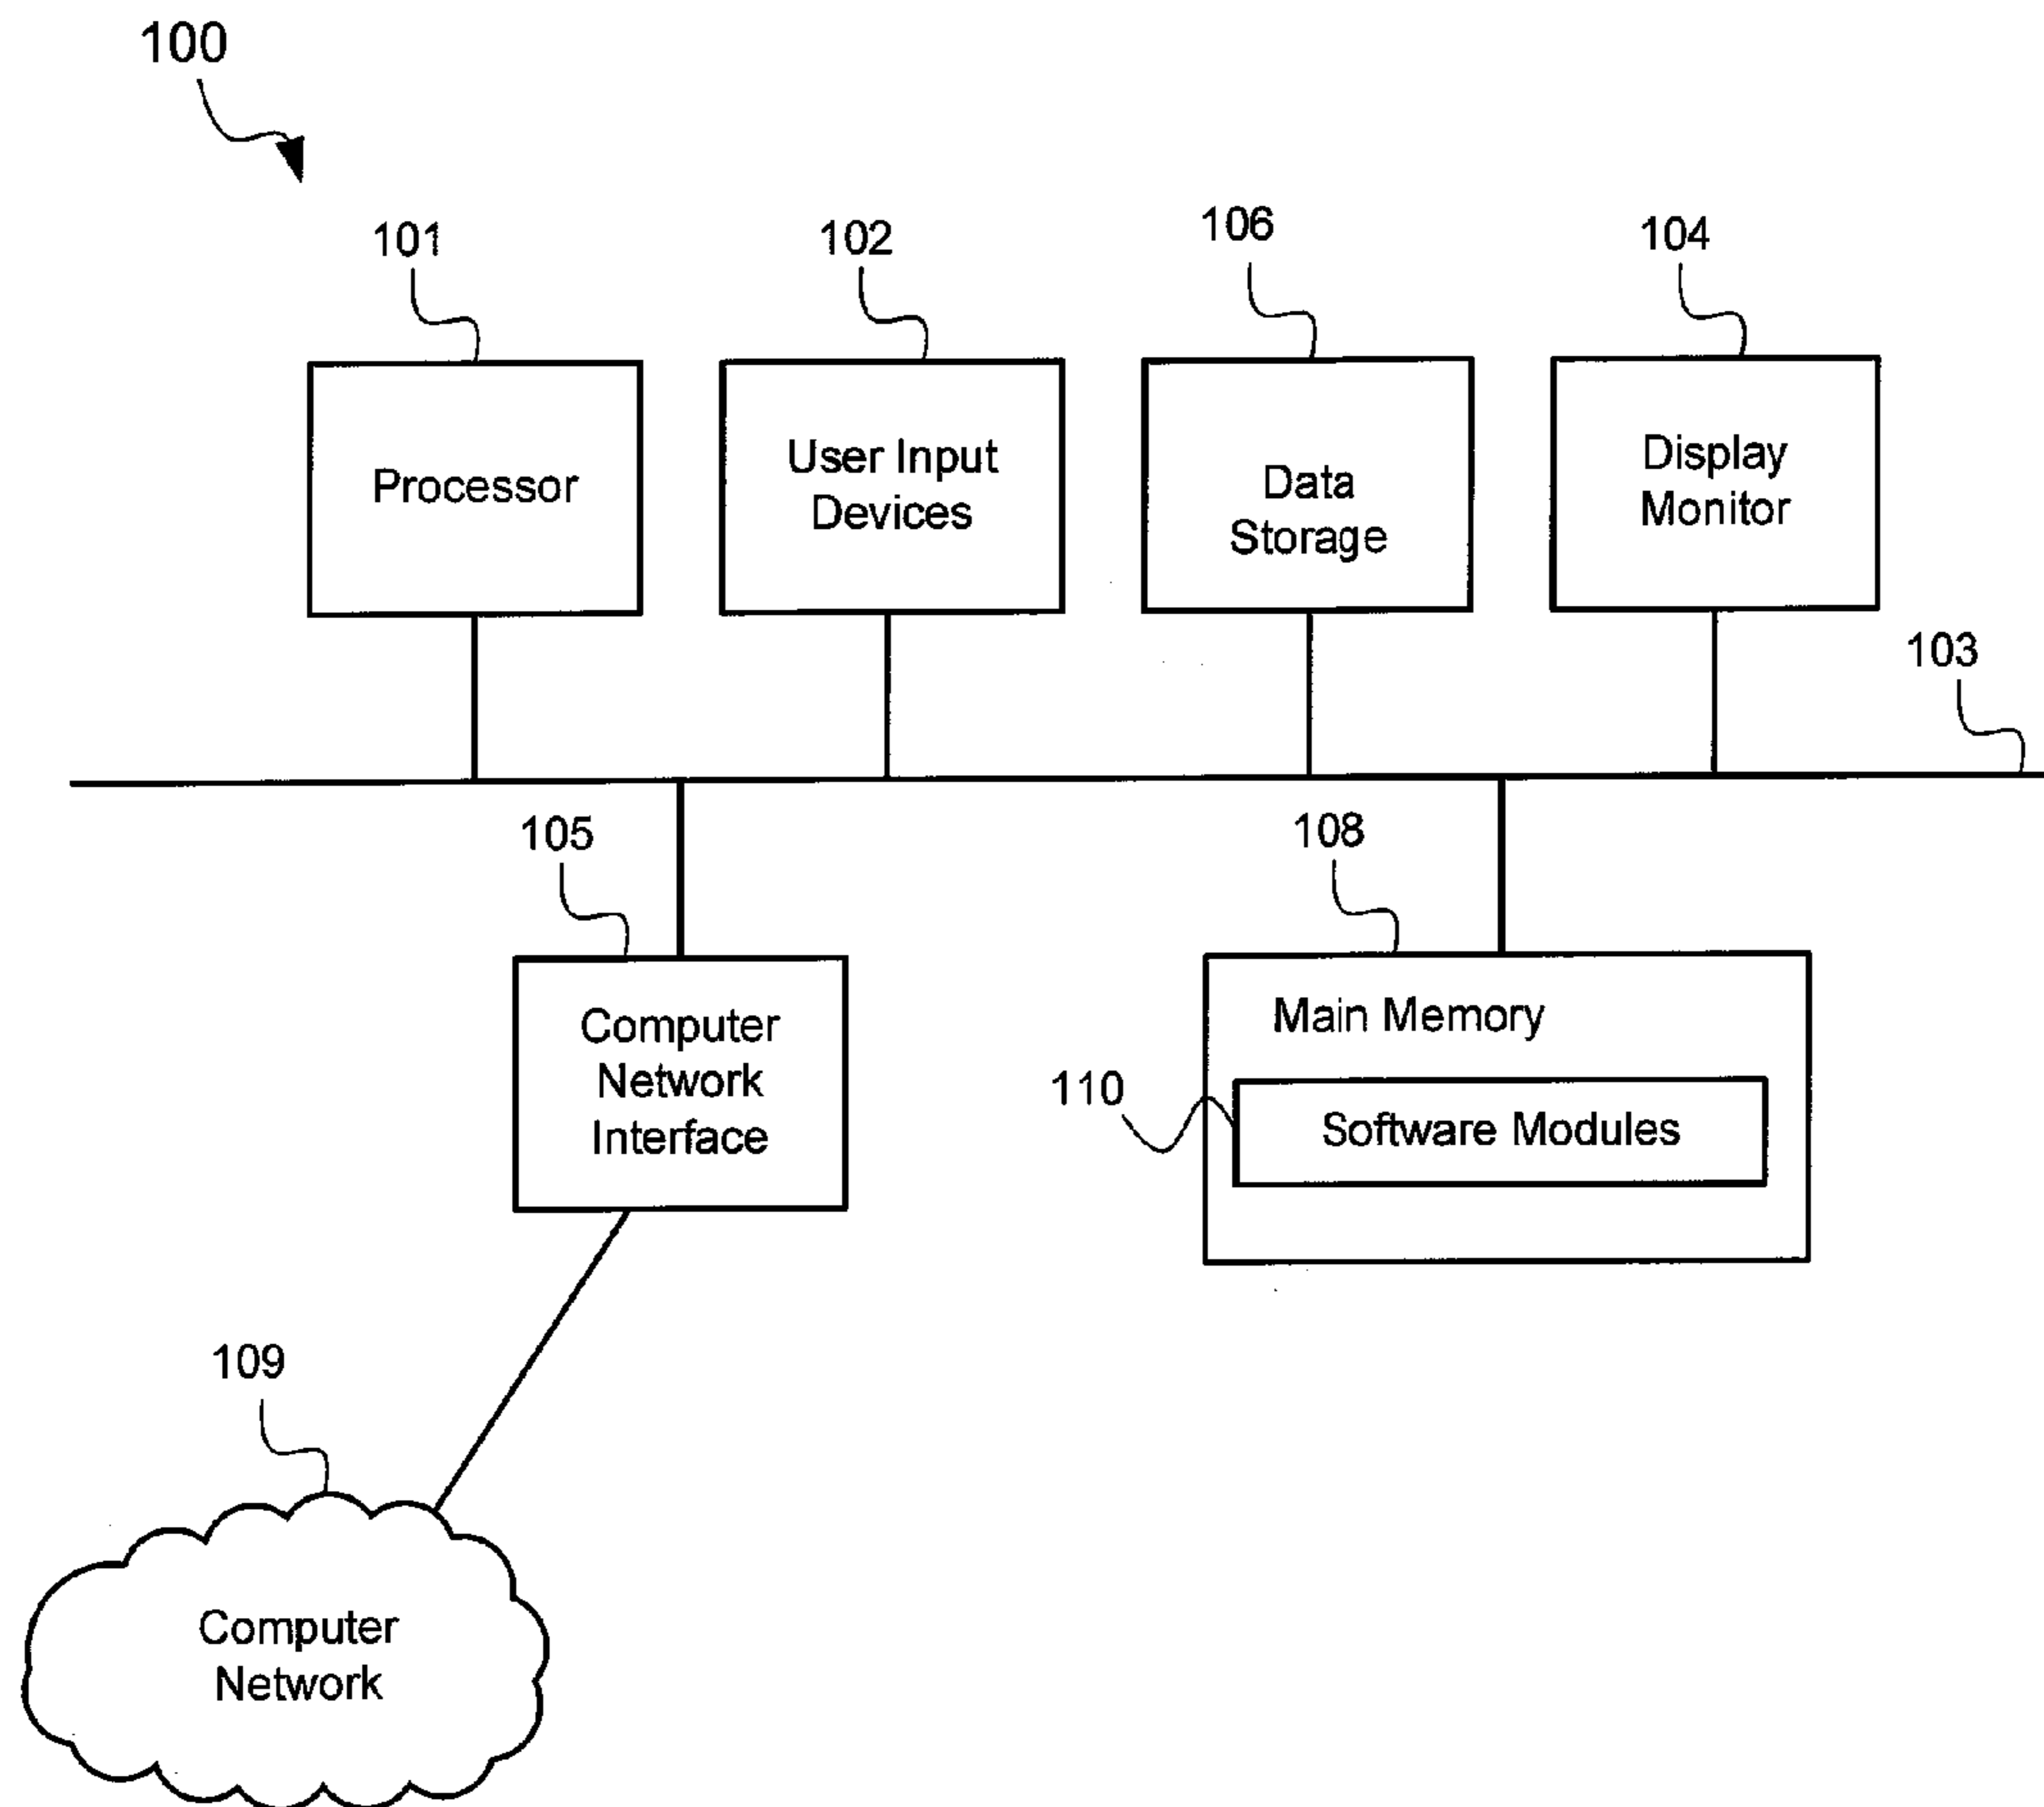 100
101
102
106
104
Processor
User Input
Devices
Data
Storage
Display
Monitor
103
105
108
Computer
Network
Interface
Main Memory
110
Software Modules
109
Computer
Network